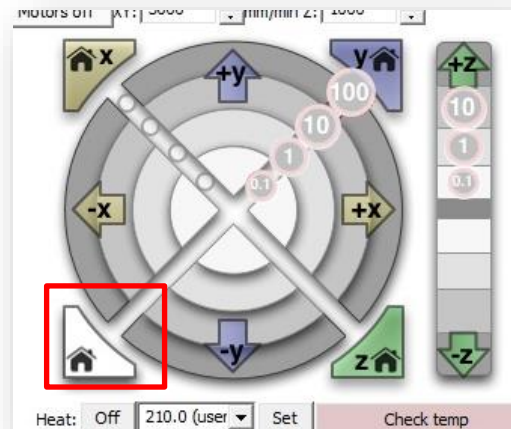 Motors off XY: 3000 mm/min Z: 1000
x +y y +z
100
10
1
0.1
10
1
0.1
-x +x
-y z -z
Heat: Off 210.0 (user Set Check temp